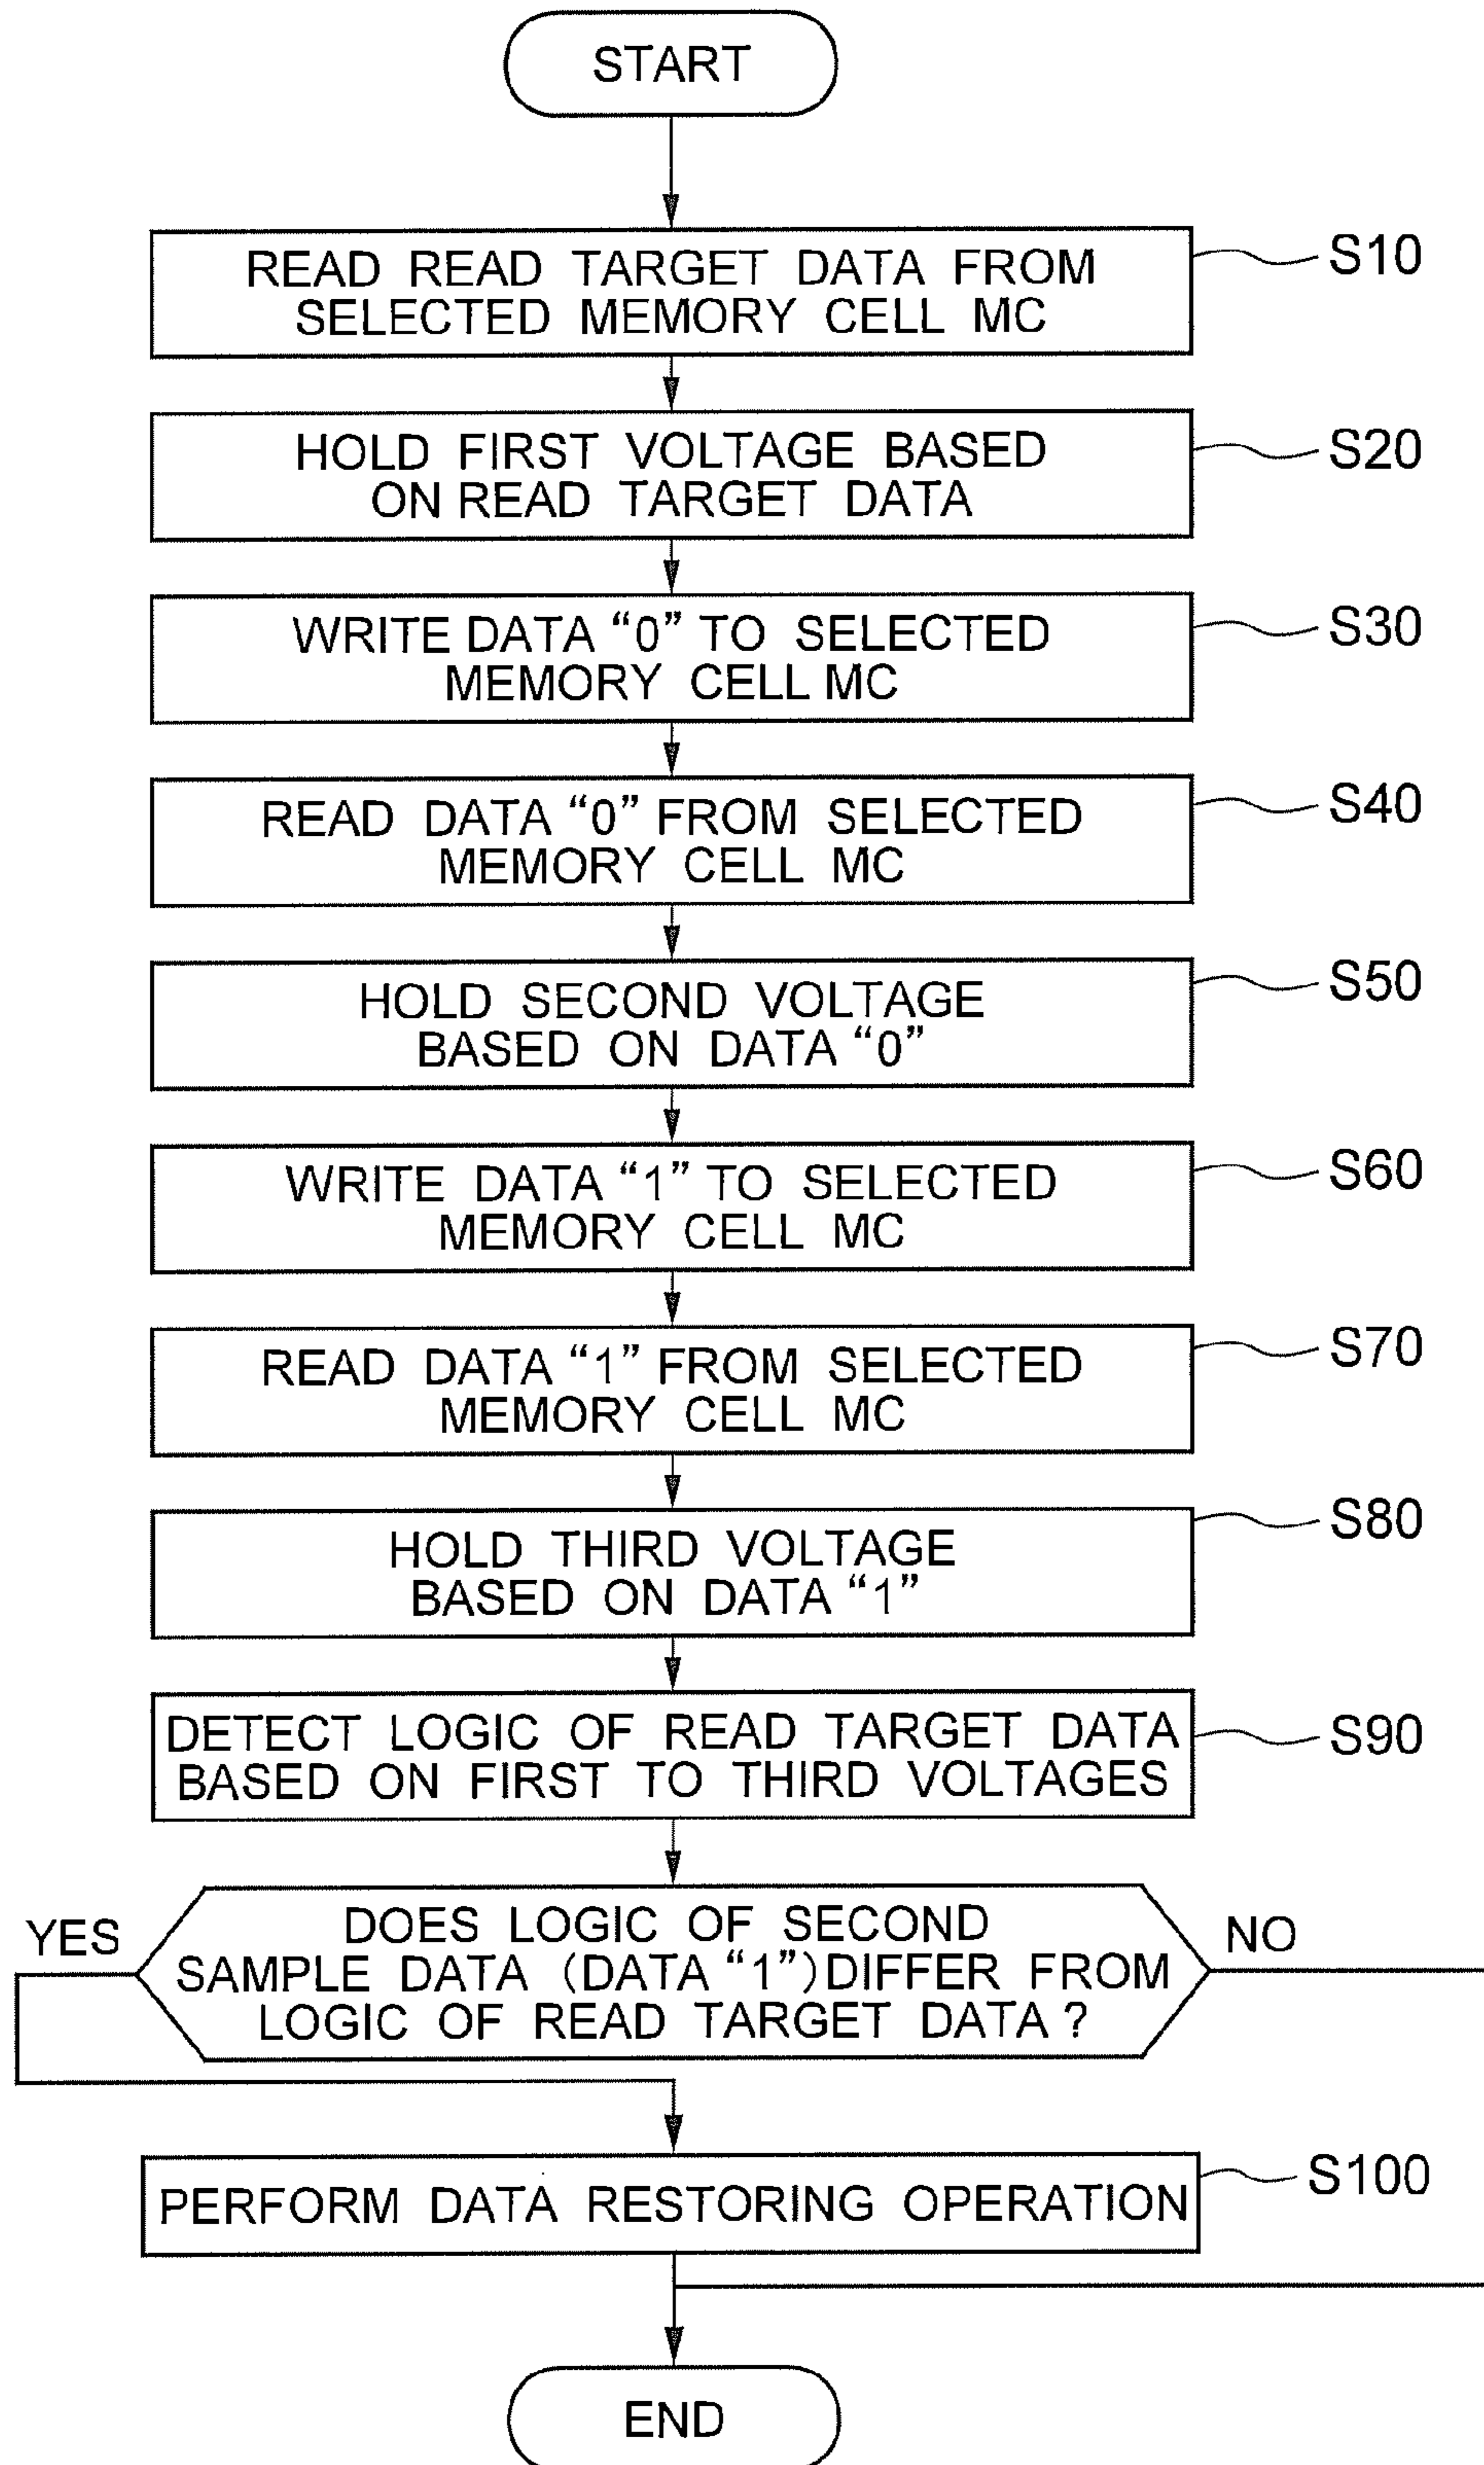 START
READ READ TARGET DATA FROM
SELECTED MEMORY CELL MC
S10
HOLD FIRST VOLTAGE BASED
ON READ TARGET DATA
S20
WRITE DATA “0” TO SELECTED
MEMORY CELL MC
S30
READ DATA “0” FROM SELECTED
MEMORY CELL MC
S40
HOLD SECOND VOLTAGE
BASED ON DATA “0”
S50
WRITE DATA “1” TO SELECTED
MEMORY CELL MC
S60
READ DATA “1” FROM SELECTED
MEMORY CELL MC
S70
HOLD THIRD VOLTAGE
BASED ON DATA “1”
S80
DETECT LOGIC OF READ TARGET DATA
BASED ON FIRST TO THIRD VOLTAGES
S90
YES
DOES LOGIC OF SECOND
SAMPLE DATA (DATA “1”) DIFFER FROM
LOGIC OF READ TARGET DATA ?
NO
PERFORM DATA RESTORING OPERATION
S100
END